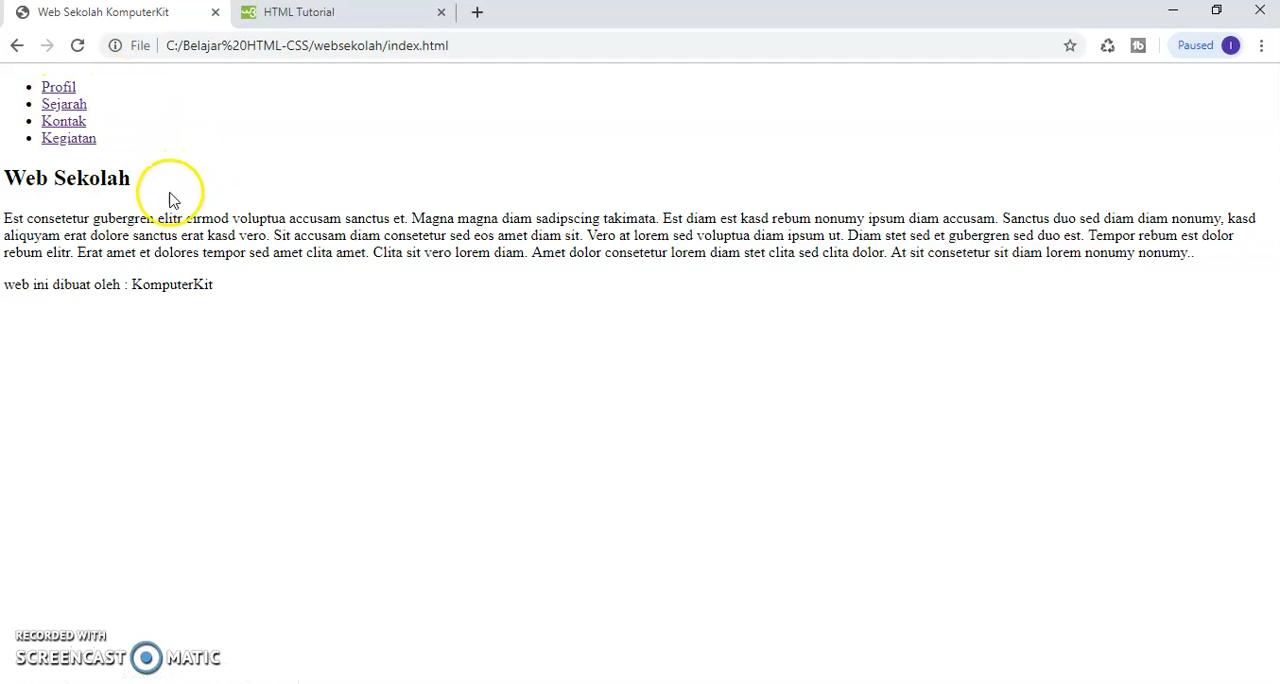 Web Sekolah KomputerKit
HTML Tutorial
File
C:/Belajar%20HTML-CSS/websekolah/index.html
Paused
I
Profil
Sejarah
Kontak
Kegiatan
Web Sekolah
Est consetetur gubergren elitr eirmod voluptua accusam sanctus et. Magna magna diam sadipscing takimata. Est diam est kasd rebum nonumy ipsum diam accusam. Sanctus duo sed diam diam nonumy, kasd
aliquyam erat dolore sanctus erat kasd vero. Sit accusam diam consetetur sed eos amet diam sit. Vero at lorem sed voluptua diam ipsum ut. Diam stet sed et gubergren sed duo est. Tempor rebum est dolor
rebum elitr. Erat amet et dolores tempor sed amet clita amet. Clita sit vero lorem diam. Amet dolor consetetur lorem diam stet clita sed clita dolor. At sit consetetur sit diam lorem nonumy nonumy..
web ini dibuat oleh : KomputerKit
RECORDED WITH
SCREENCAST MATIC